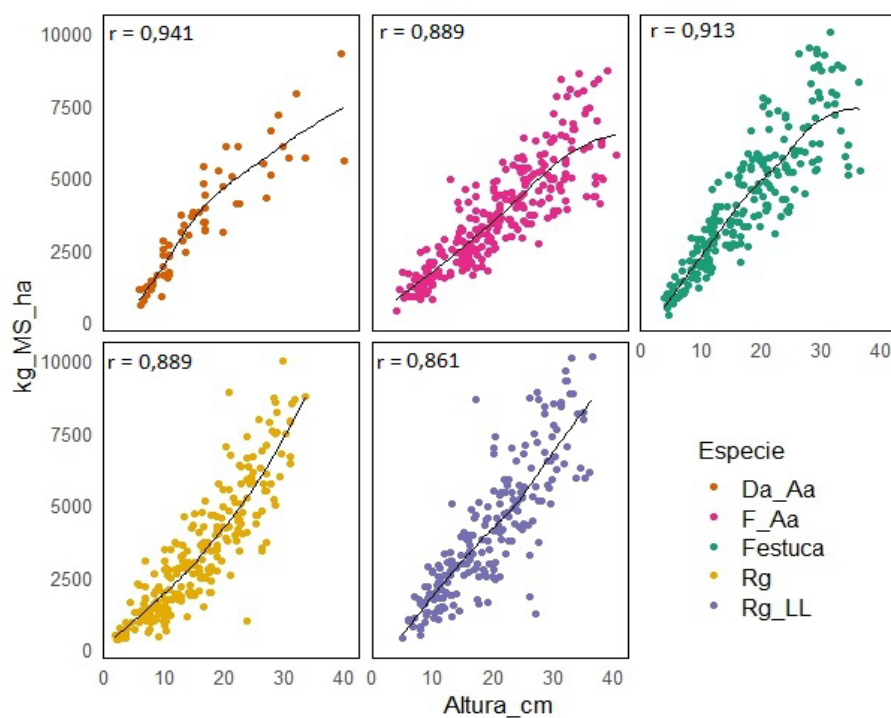 kg_MS_ha
10000
7500
5000
2500
0
r = 0,941
r = 0,889
r = 0,913
0 10 20 30 40
10000
7500
5000
2500
0
r = 0,889
r = 0,861
0 10 20 30 40
0 10 20 30 40
Altura_cm
Especie
Da_Aa
F_Aa
Festuca
Rg
Rg_LL